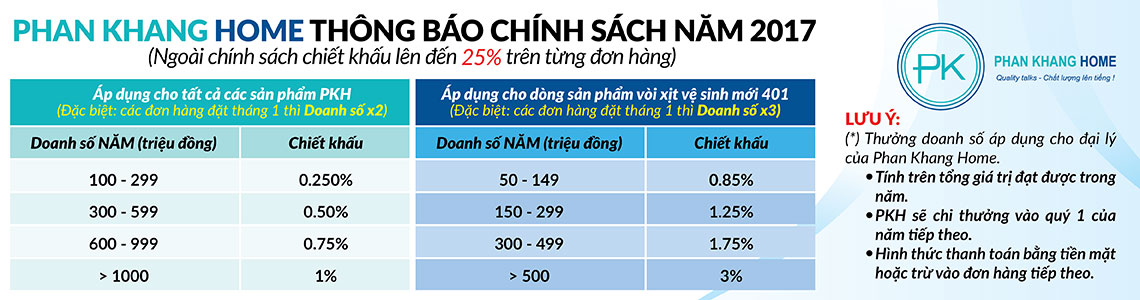 PHAN KHANG HOME THÔNG BÁO CHÍNH SÁCH NĂM 2017
(Ngoài chính sách chiết khấu lên đến 25% trên từng đơn hàng)
Áp dụng cho tất cả các sản phẩm PKH
(Đặc biệt: các đơn hàng đặt tháng 1 thì Doanh số x2)
Doanh số NĂM (triệu đồng) Chiết khấu
100 - 299 0.250%
300 - 599 0.50%
600 - 999 0.75%
> 1000 1%
Áp dụng cho dòng sản phẩm vòi xịt vệ sinh mới 401
(Đặc biệt: các đơn hàng đặt tháng 1 thì Doanh số x3)
Doanh số NĂM (triệu đồng) Chiết khấu
50 - 149 0.85%
150 - 299 1.25%
300 - 499 1.75%
> 500 3%
PK
PHAN KHANG HOME
Quality talks - Chất lượng lên tiếng !
LƯU Ý:
(*) Thưởng doanh số áp dụng cho đại lý
của Phan Khang Home.
• Tính trên tổng giá trị đạt được trong
năm.
• PKH sẽ chi thưởng vào quý 1 của
năm tiếp theo.
• Hình thức thanh toán bằng tiền mặt
hoặc trừ vào đơn hàng tiếp theo.